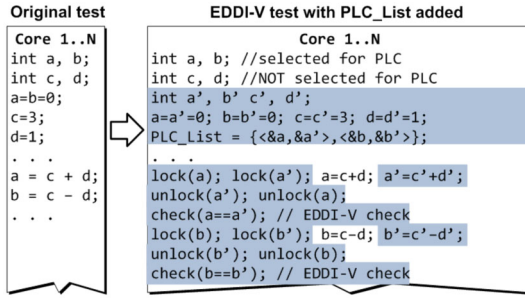 Original test
Core 1..N
int a, b;
int c, d;
a=b=0;
c=3;
d=1;
. . .
a = c + d;
b = c - d;
. . .
EDDI-V test with PLC_List added
Core 1..N
int a, b; //selected for PLC
int c, d; //NOT selected for PLC
int a’, b’ c’, d’;
a=a’=0; b=b’=0; c=c’=3; d=d’=1;
PLC_List = {<&a,&a’>,<&b,&b’>};
. . .
lock(a); lock(a’); a=c+d; a’=c’+d’;
unlock(a’); unlock(a);
check(a==a’); // EDDI-V check
lock(b); lock(b’); b=c-d; b’=c’-d’;
unlock(b’); unlock(b);
check(b==b’); // EDDI-V check